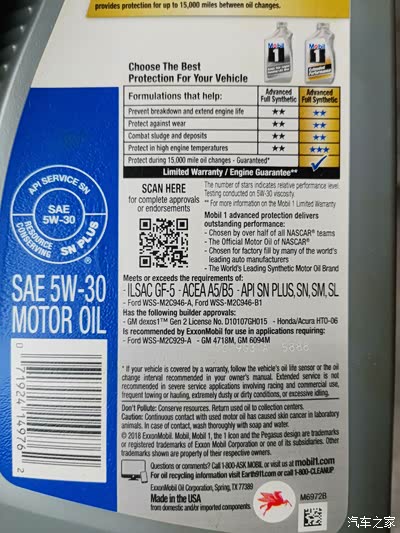 provides protection for up to 15,000 miles between oil changes.
Choose The Best
Protection For Your Vehicle
Mobil 1
Mobil 1
Extended
Performance
Formulations that help:
Advanced
Full Synthetic
Advanced
Full Synthetic
Prevent breakdown and extend engine life ★★ ★★
Protect against wear ★★ ★★
Combat sludge and deposits ★★ ★★
Protect in high engine temperatures ★★ ★★★
Protect during 15,000 mile oil changes - Guaranteed* ✓
Limited Warranty / Engine Guarantee**
SCAN HERE
for complete approvals
or endorsements
The number of stars indicates relative performance level.
Testing conducted on 5W-30 viscosity
** For more information on the Mobil 1 Limited Warranty
Mobil 1 advanced protection delivers
outstanding performance:
- Chosen by over half of all NASCAR® teams
- The Official Motor Oil of NASCAR®
- Chosen for factory fill by many of the world's
leading auto manufacturers
- The World's Leading Synthetic Motor Oil Brand
API SERVICE SN
SAE
5W-30
RESOURCE
CONSERVING
SN PLUS
®
SAE 5W-30
MOTOR OIL
Meets or exceeds the requirements of:
- ILSAC GF-5 - ACEA A5/B5 - API SN PLUS, SN, SM, SL
- Ford WSS-M2C946-A, Ford WSS-M2C946-B1
Has the following builder approvals:
- GM dexos1™ Gen 2 License No. D10107GH015 - Honda/Acura HTO-06
Is recommended by ExxonMobil for use in applications requiring:
- Ford WSS-M2C929-A - GM 4718M, GM 6094M
* If your vehicle is covered by a warranty, follow the vehicle's oil life sensor or the oil
change interval recommended in your owner's manual. Extended service is not
recommended in severe service applications involving racing and commercial use,
frequent towing or hauling, extremely dusty or dirty conditions, or excessive idling.
Don't Pollute: Conserve resources. Return used oil to collection centers.
Caution: Continuous contact with used motor oil has caused skin cancer in laboratory
animals. In case of contact, wash thoroughly with soap and water.
© 2018 ExxonMobil. Mobil, Mobil 1, the 1 Icon and the Pegasus design are trademarks
or registered trademarks of Exxon Mobil Corporation or one of its subsidiaries. Other
trademarks shown are property of their respective owners.
Questions or comments? Call 1-800-ASK MOBIL or visit us at mobil1.com
For oil recycling information visit Earth911.com or call 1-800-CLEANUP
Exxon Mobil Oil Corporation, Spring, TX 77389
Made in the USA
from domestic and/or imported components.
M6972B
0 71924 14976 2
汽车之家